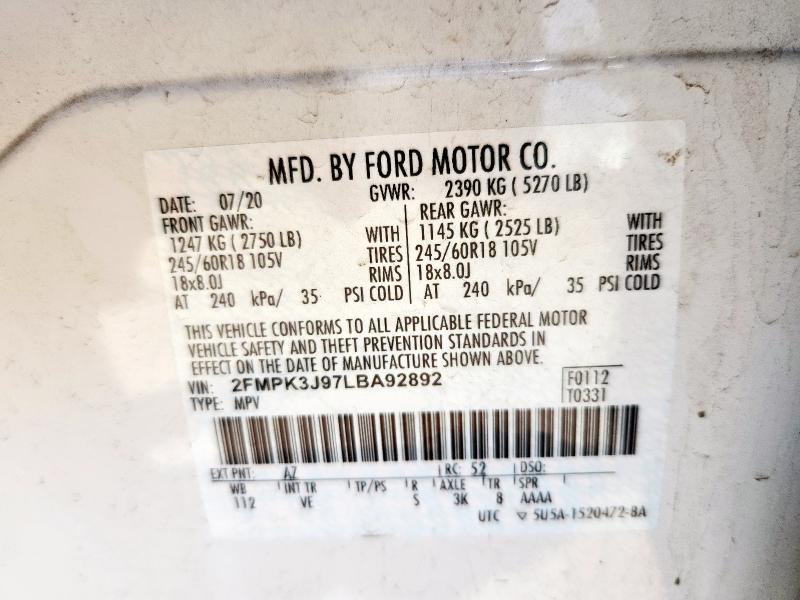 MFD. BY FORD MOTOR CO.
DATE: 07/20 GVWR: 2390 KG ( 5270 LB)
FRONT GAWR: REAR GAWR:
1247 KG ( 2750 LB) WITH 1145 KG ( 2525 LB) WITH
245/60R18 105V TIRES 245/60R18 105V TIRES
18x8.0J RIMS 18x8.0J RIMS
AT 240 kPa/ 35 PSI COLD AT 240 kPa/ 35 PSI COLD
THIS VEHICLE CONFORMS TO ALL APPLICABLE FEDERAL MOTOR
VEHICLE SAFETY AND THEFT PREVENTION STANDARDS IN
EFFECT ON THE DATE OF MANUFACTURE SHOWN ABOVE.
VIN: 2FMPK3J97LBA92892 F0112
TYPE: MPV T0331
EXT PNT: AZ RC: 52 DSO:
WB INT TR TP/PS R AXLE TR SPR
112 VE S 3K 8 AAAA
UTC ▽ 5U5A-1520472-BA